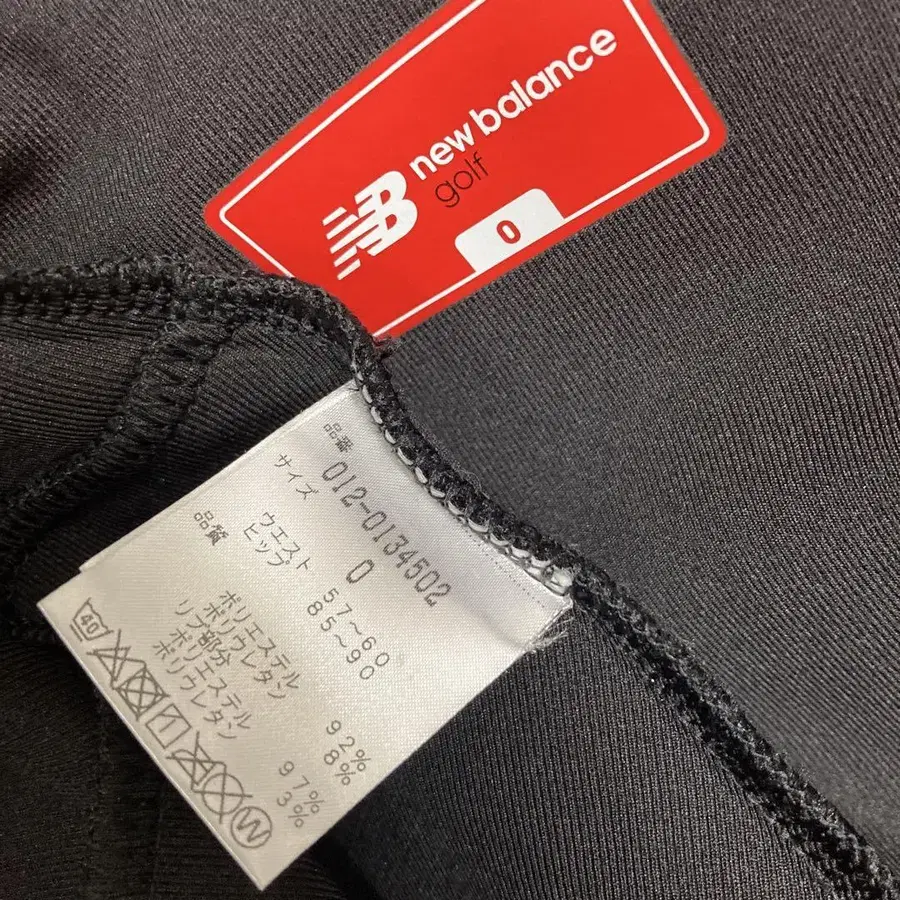 new balance
golf
0
品番 012-0134502
サイズ 0
ウエスト 57~60
ヒップ 85~90
品質
ポリエステル 92%
ポリウレタン 8%
リブ部分
ポリエステル 97%
ポリウレタン 3%
40
W